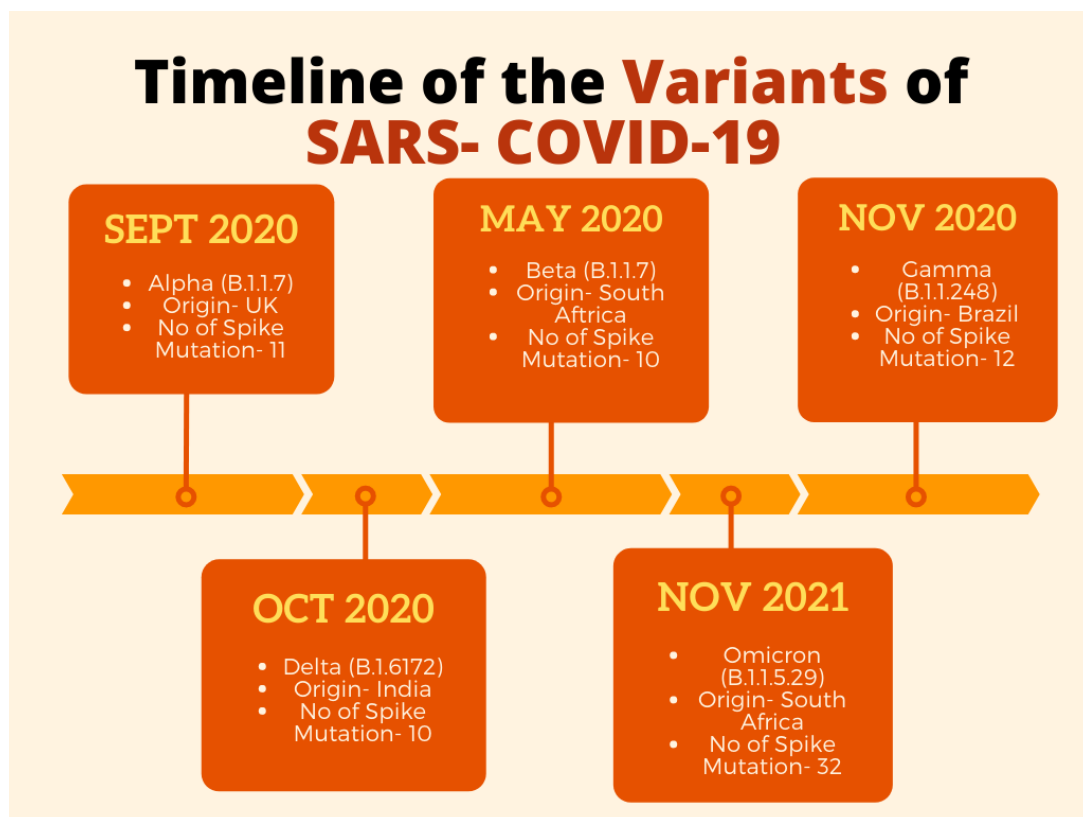 Timeline of the Variants of
SARS- COVID-19
SEPT 2020
• Alpha (B.1.1.7)
• Origin- UK
• No of Spike
Mutation- 11
MAY 2020
• Beta (B.1.1.7)
• Origin- South
Aftrica
• No of Spike
Mutation- 10
NOV 2020
• Gamma
(B.1.1.248)
• Origin- Brazil
• No of Spike
Mutation- 12
OCT 2020
• Delta (B.1.6172)
• Origin- India
• No of Spike
Mutation- 10
NOV 2021
• Omicron
(B.1.1.5.29)
• Origin- South
Africa
• No of Spike
Mutation- 32